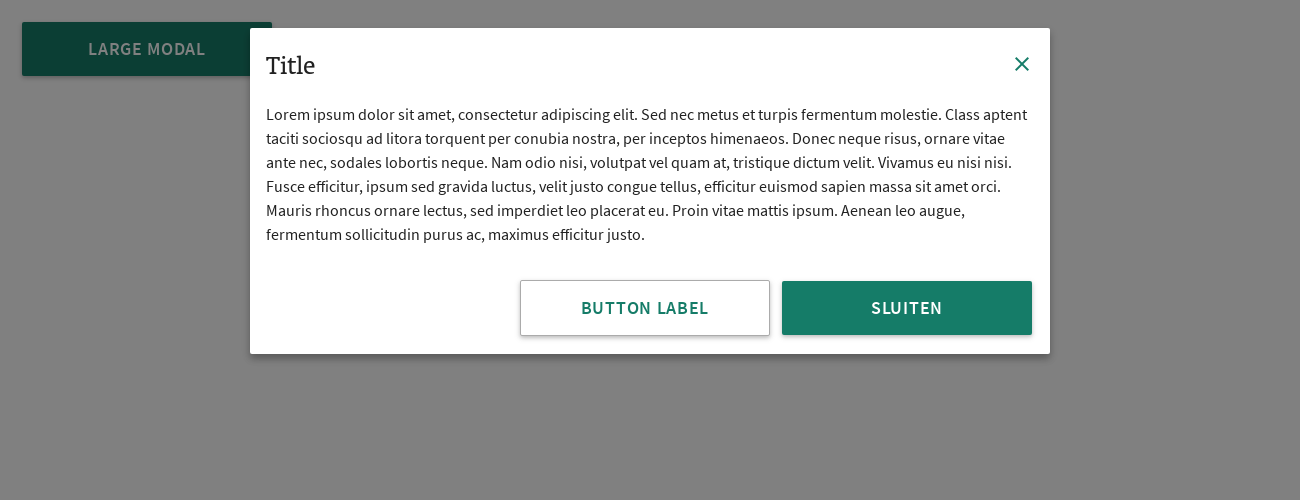 LARGE MODAL
Title
Lorem ipsum dolor sit amet, consectetur adipiscing elit. Sed nec metus et turpis fermentum molestie. Class aptent
taciti sociosqu ad litora torquent per conubia nostra, per inceptos himenaeos. Donec neque risus, ornare vitae
ante nec, sodales lobortis neque. Nam odio nisi, volutpat vel quam at, tristique dictum velit. Vivamus eu nisi nisi.
Fusce efficitur, ipsum sed gravida luctus, velit justo congue tellus, efficitur euismod sapien massa sit amet orci.
Mauris rhoncus ornare lectus, sed imperdiet leo placerat eu. Proin vitae mattis ipsum. Aenean leo augue,
fermentum sollicitudin purus ac, maximus efficitur justo.
BUTTON LABEL
SLUITEN